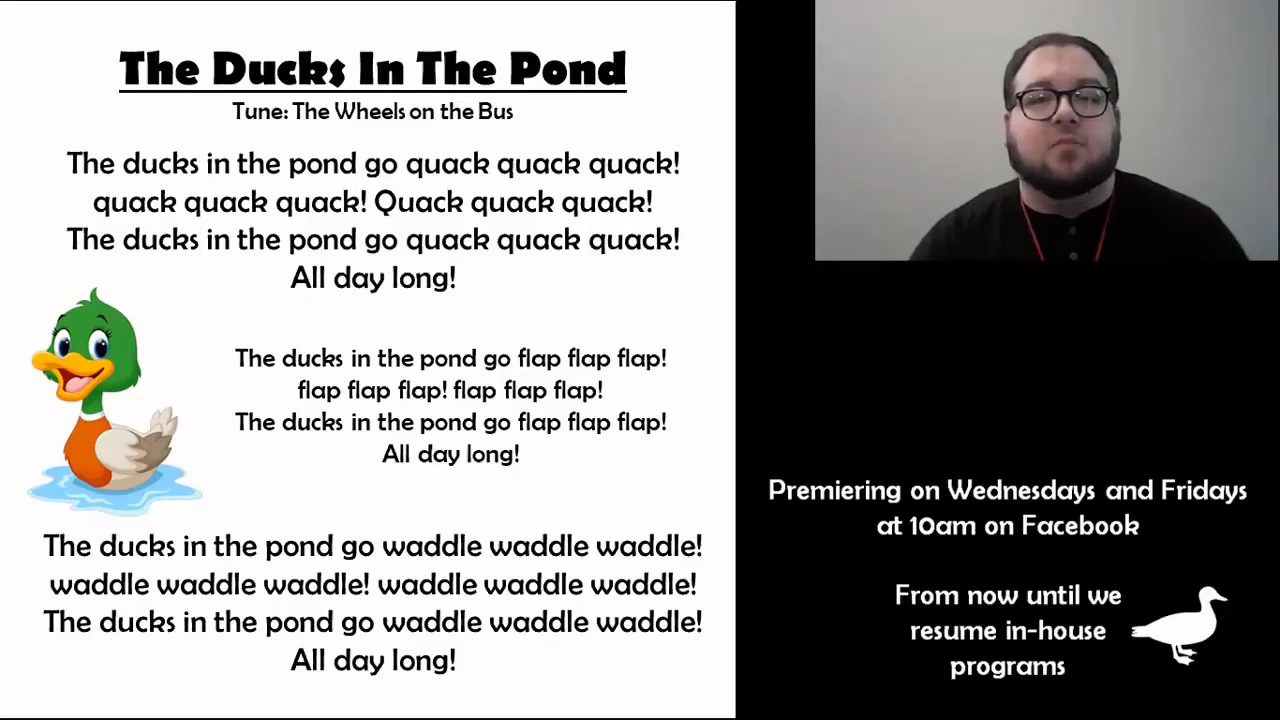 The Ducks In The Pond
Tune: The Wheels on the Bus
The ducks in the pond go quack quack quack!
quack quack quack! Quack quack quack!
The ducks in the pond go quack quack quack!
All day long!
The ducks in the pond go flap flap flap!
flap flap flap! flap flap flap!
The ducks in the pond go flap flap flap!
All day long!
The ducks in the pond go waddle waddle waddle!
waddle waddle waddle! waddle waddle waddle!
The ducks in the pond go waddle waddle waddle!
All day long!
Premiering on Wednesdays and Fridays
at 10am on Facebook
From now until we
resume in-house
programs